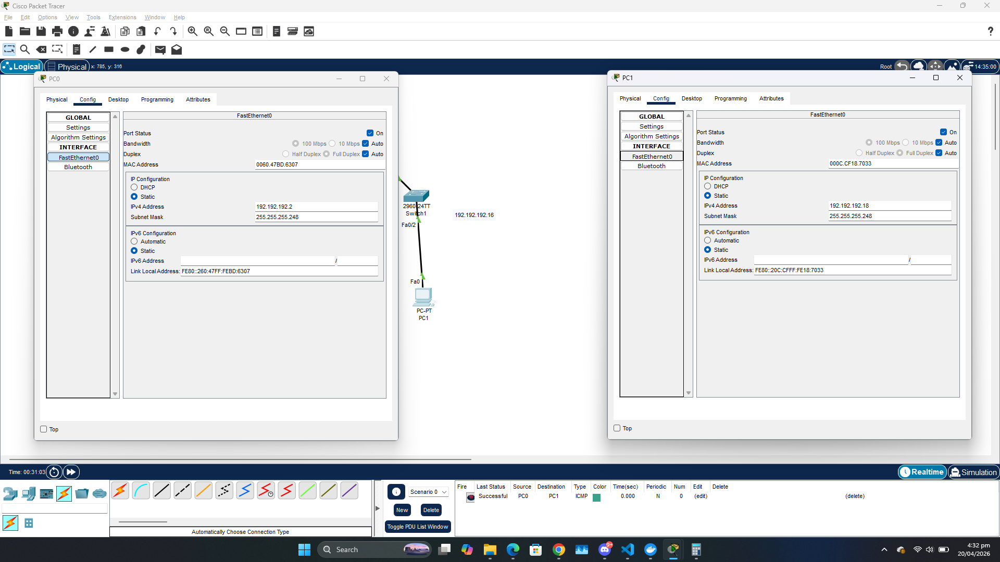 Cisco Packet Tracer
File Edit Options View Tools Extensions Window Help
Logical Physical x: 785, y: 316 Root 14:35:00
PC0
Physical Config Desktop Programming Attributes
GLOBAL
Settings
Algorithm Settings
INTERFACE
FastEthernet0
Bluetooth
FastEthernet0
Port Status On
Bandwidth 100 Mbps 10 Mbps Auto
Duplex Half Duplex Full Duplex Auto
MAC Address 0060.47BD.6307
IP Configuration
DHCP
Static
IPv4 Address 192.192.192.2
Subnet Mask 255.255.255.248
IPv6 Configuration
Automatic
Static
IPv6 Address /
Link Local Address: FE80::260:47FF:FEBD:6307
Top
2960-24TT
Switch1
Fa0/2
192.192.192.16
Fa0
PC-PT
PC1
PC1
Physical Config Desktop Programming Attributes
GLOBAL
Settings
Algorithm Settings
INTERFACE
FastEthernet0
Bluetooth
FastEthernet0
Port Status On
Bandwidth 100 Mbps 10 Mbps Auto
Duplex Half Duplex Full Duplex Auto
MAC Address 000C.CF18.7033
IP Configuration
DHCP
Static
IPv4 Address 192.192.192.18
Subnet Mask 255.255.255.248
IPv6 Configuration
Automatic
Static
IPv6 Address /
Link Local Address: FE80::20C:CFFF:FE18:7033
Top
Time: 00:31:03 Realtime Simulation
Automatically Choose Connection Type
Scenario 0
New Delete
Toggle PDU List Window
Fire Last Status Source Destination Type Color Time(sec) Periodic Num Edit Delete
Successful PC0 PC1 ICMP 0.000 N 0 (edit) (delete)
Search
9+
4:32 pm
20/04/2026